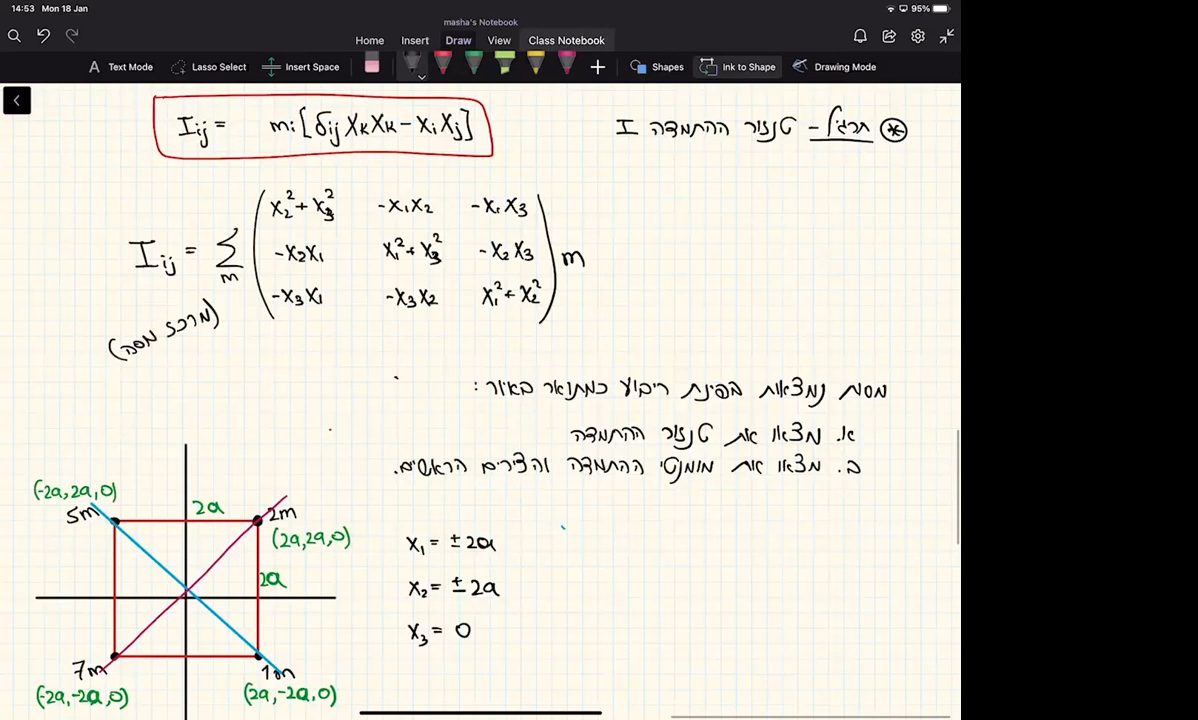 14:53 Mon 18 Jan
95%
masha's Notebook
Home Insert Draw View Class Notebook
Text Mode Lasso Select Insert Space Shapes Ink to Shape Drawing Mode
⊛ תרגיל - טנזור ההתמדה I
Iij = mi[δij XkXk - XiXj]
Iij = Σm ( x₂²+x₃² -x₁x₂ -x₁x₃
-x₂x₁ x₁²+x₃² -x₂x₃
-x₃x₁ -x₃x₂ x₁²+x₂² ) m
(מרכז מסה)
מסות נמצאות בפינת ריבוע כמתואר באיור:
א. מצאו את טנזור ההתמדה
ב. מצאו את מומנטי ההתמדה והצירים הראשים.
(-2a,2a,0)
5m
2a
2m
(2a,2a,0)
2a
7m
(-2a,-2a,0)
1m
(2a,-2a,0)
x₁ = ±2a
x₂ = ±2a
x₃ = 0